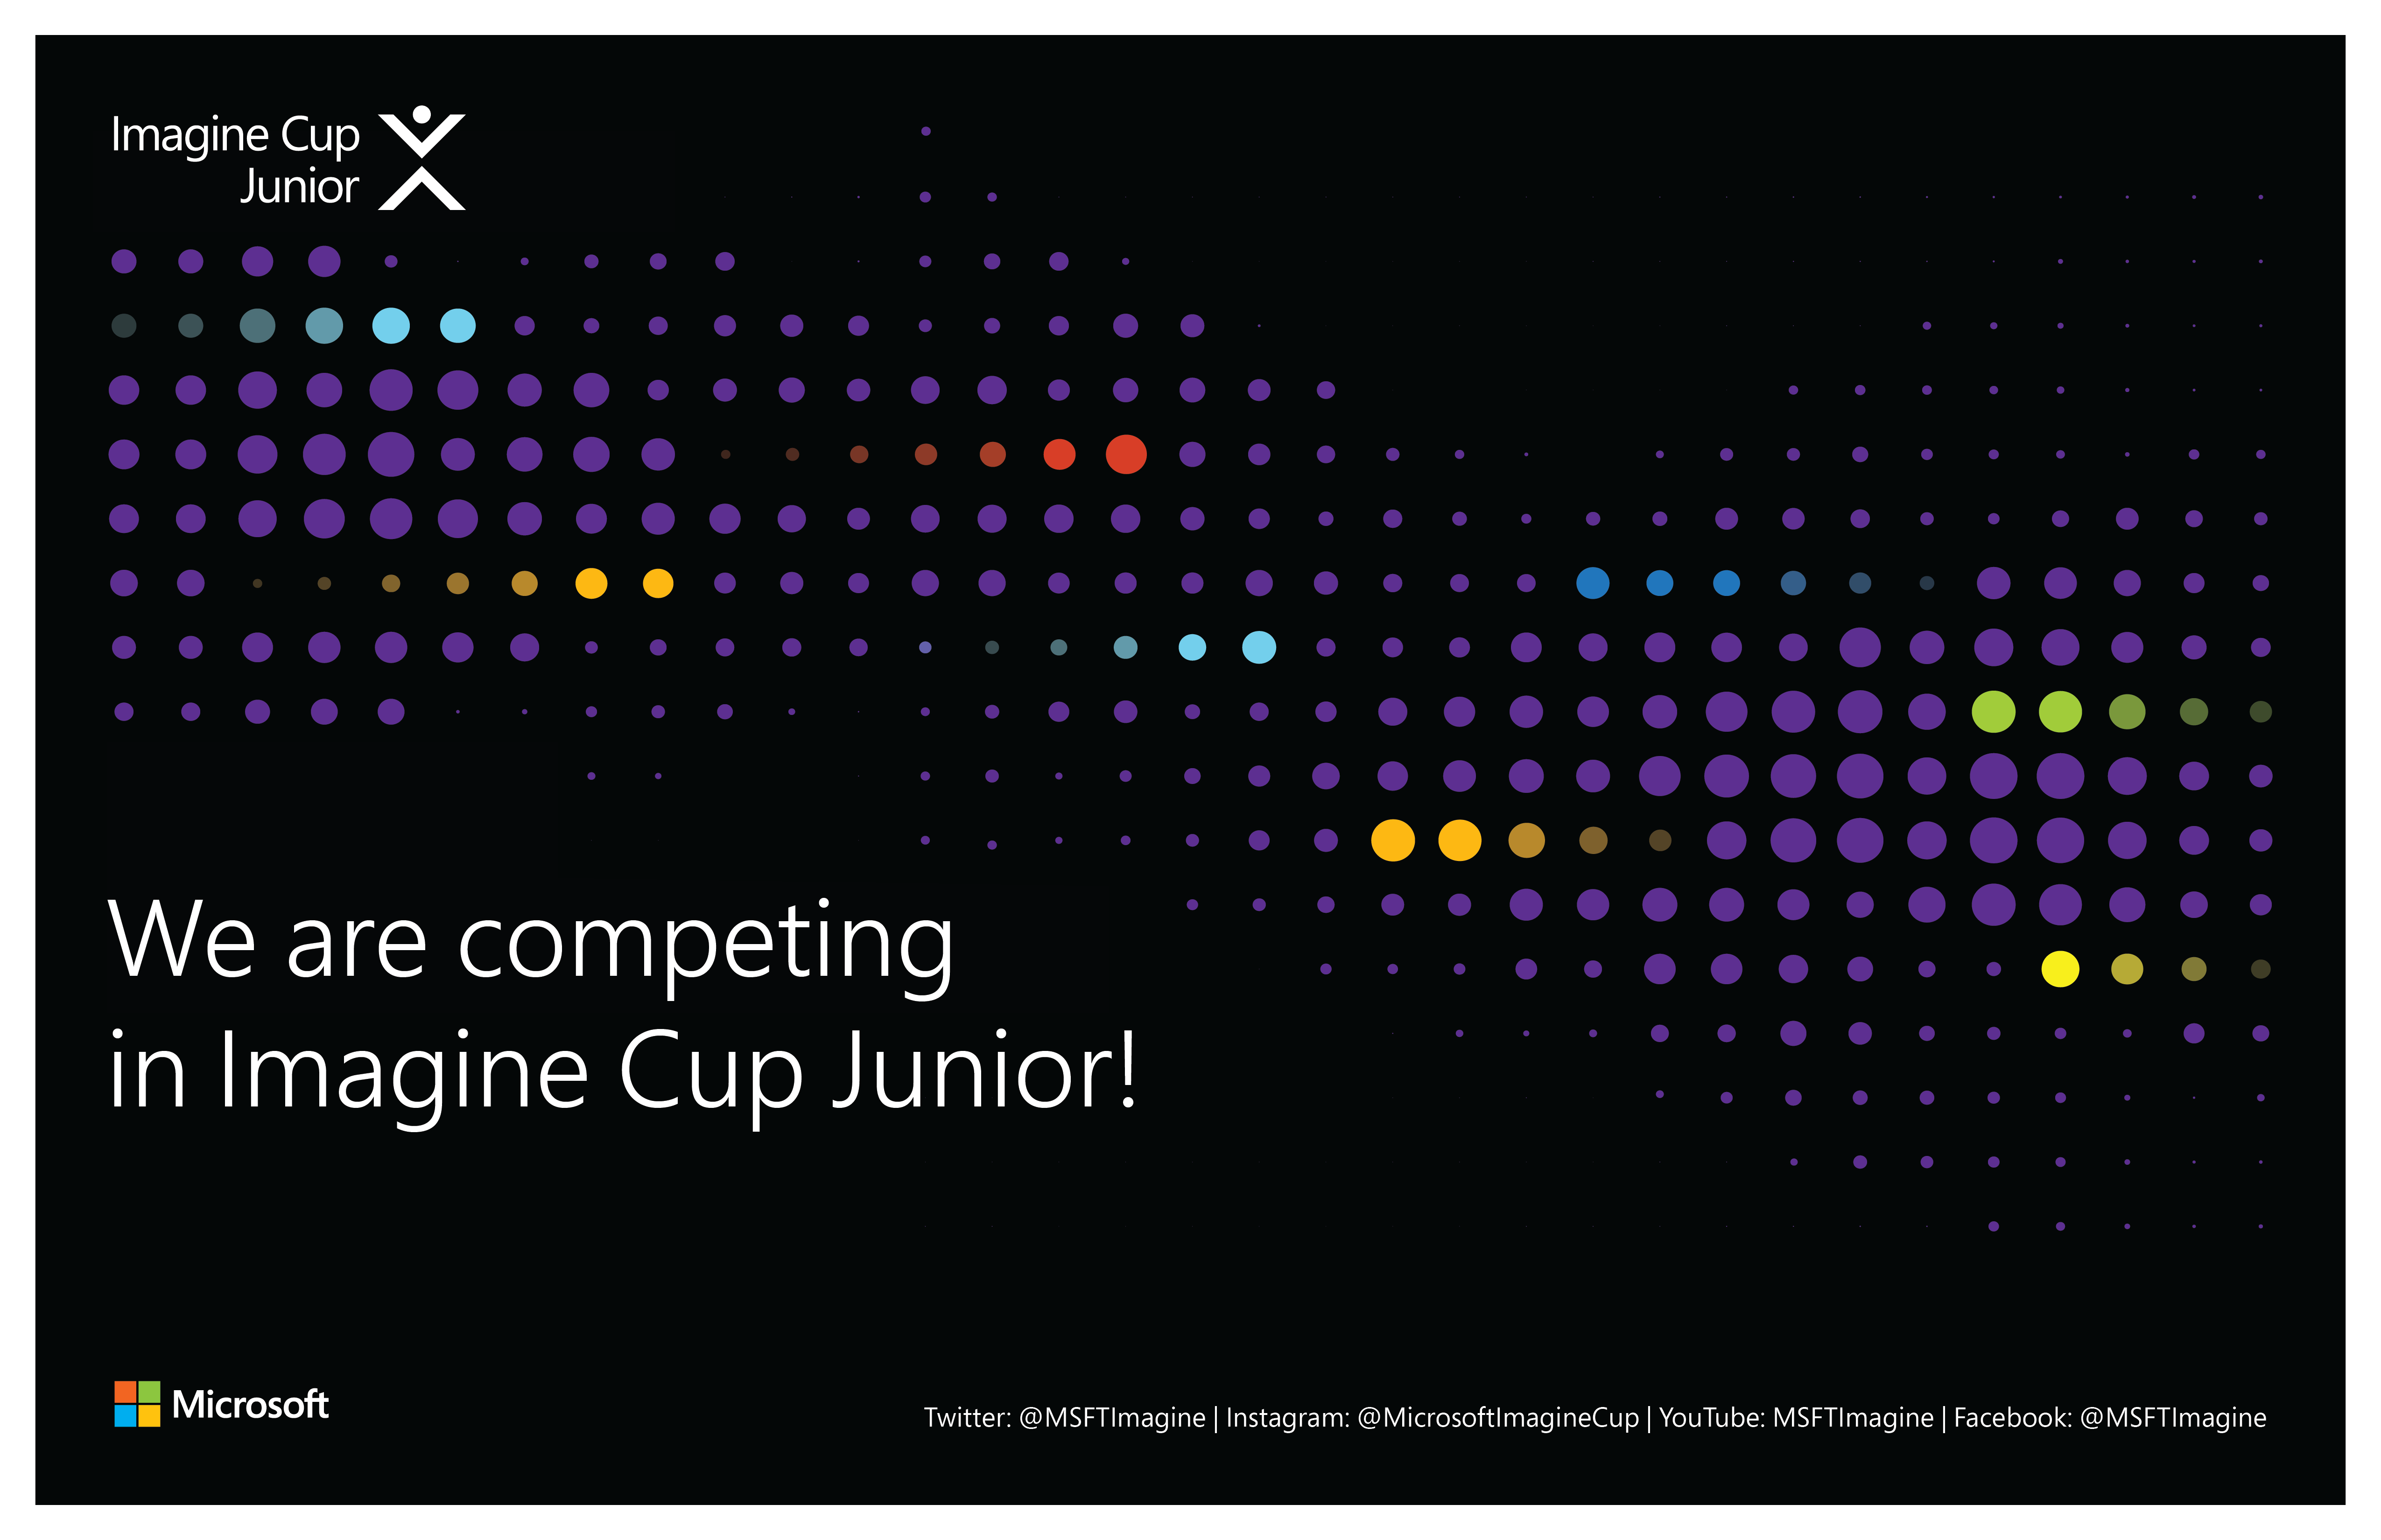 Imagine Cup
Junior
We are competing
in Imagine Cup Junior!
Microsoft
Twitter: @MSFTImagine | Instagram: @MicrosoftImagineCup | YouTube: MSFTImagine | Facebook: @MSFTImagine